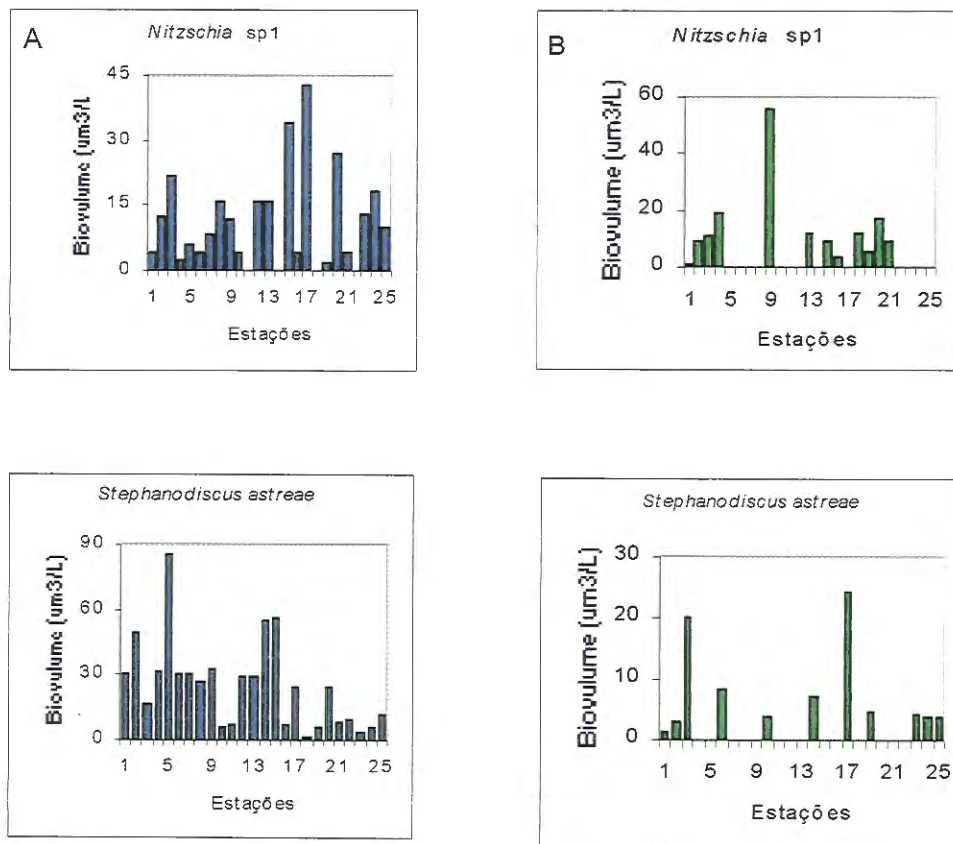 A
Nitzschia sp1
Biovulume (um3/L
45
30
15
0
1 5 9 13 17 21 25
Estações
B
Nitzschia sp1
Biovulume (um3/L)
60
40
20
0
1 5 9 13 17 21 25
Estações
Stephanodiscus astreae
Biovulume (um3/L)
90
60
30
0
1 5 9 13 17 21 25
Estações
Stephanodiscus astreae
Biovulume (um3/L)
30
20
10
0
1 5 9 13 17 21 25
Estações